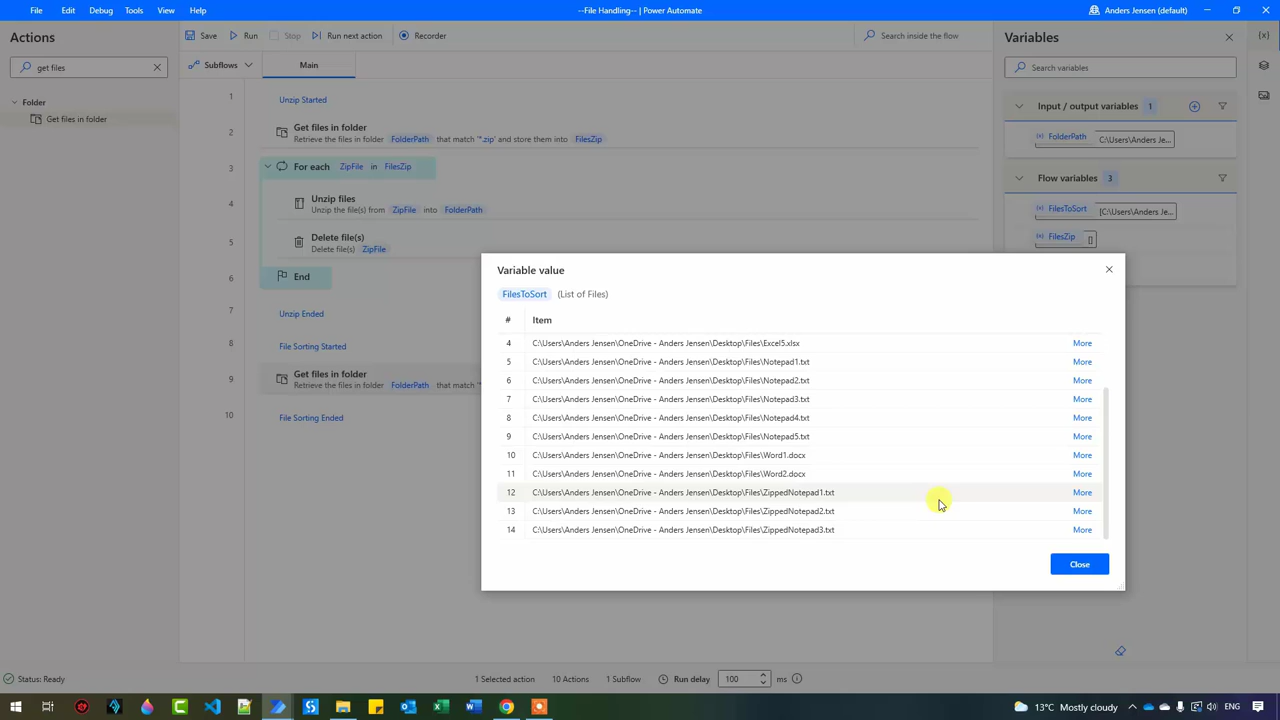 File Edit Debug Tools View Help --File Handling-- | Power Automate Anders Jensen (default)
Actions
get files
Folder
Get files in folder
Save Run Stop Run next action Recorder Search inside the flow
Subflows Main
1 Unzip Started
2 Get files in folder
Retrieve the files in folder FolderPath that match '*.zip' and store them into FilesZip
3 For each ZipFile in FilesZip
4 Unzip files
Unzip the file(s) from ZipFile into FolderPath
5 Delete file(s)
Delete file(s) ZipFile
6 End
7 Unzip Ended
8 File Sorting Started
9 Get files in folder
Retrieve the files in folder FolderPath that match '*
10 File Sorting Ended
Variables
{x}
Search variables
Input / output variables 1
FolderPath C:\Users\Anders Je...
Flow variables 3
FilesToSort [C:\Users\Anders Je...
FilesZip []
Variable value
FilesToSort (List of Files)
# Item
4 C:\Users\Anders Jensen\OneDrive - Anders Jensen\Desktop\Files\Excel5.xlsx More
5 C:\Users\Anders Jensen\OneDrive - Anders Jensen\Desktop\Files\Notepad1.txt More
6 C:\Users\Anders Jensen\OneDrive - Anders Jensen\Desktop\Files\Notepad2.txt More
7 C:\Users\Anders Jensen\OneDrive - Anders Jensen\Desktop\Files\Notepad3.txt More
8 C:\Users\Anders Jensen\OneDrive - Anders Jensen\Desktop\Files\Notepad4.txt More
9 C:\Users\Anders Jensen\OneDrive - Anders Jensen\Desktop\Files\Notepad5.txt More
10 C:\Users\Anders Jensen\OneDrive - Anders Jensen\Desktop\Files\Word1.docx More
11 C:\Users\Anders Jensen\OneDrive - Anders Jensen\Desktop\Files\Word2.docx More
12 C:\Users\Anders Jensen\OneDrive - Anders Jensen\Desktop\Files\ZippedNotepad1.txt More
13 C:\Users\Anders Jensen\OneDrive - Anders Jensen\Desktop\Files\ZippedNotepad2.txt More
14 C:\Users\Anders Jensen\OneDrive - Anders Jensen\Desktop\Files\ZippedNotepad3.txt More
Close
Status: Ready 1 Selected action 10 Actions 1 Subflow Run delay 100 ms
13°C Mostly cloudy ENG